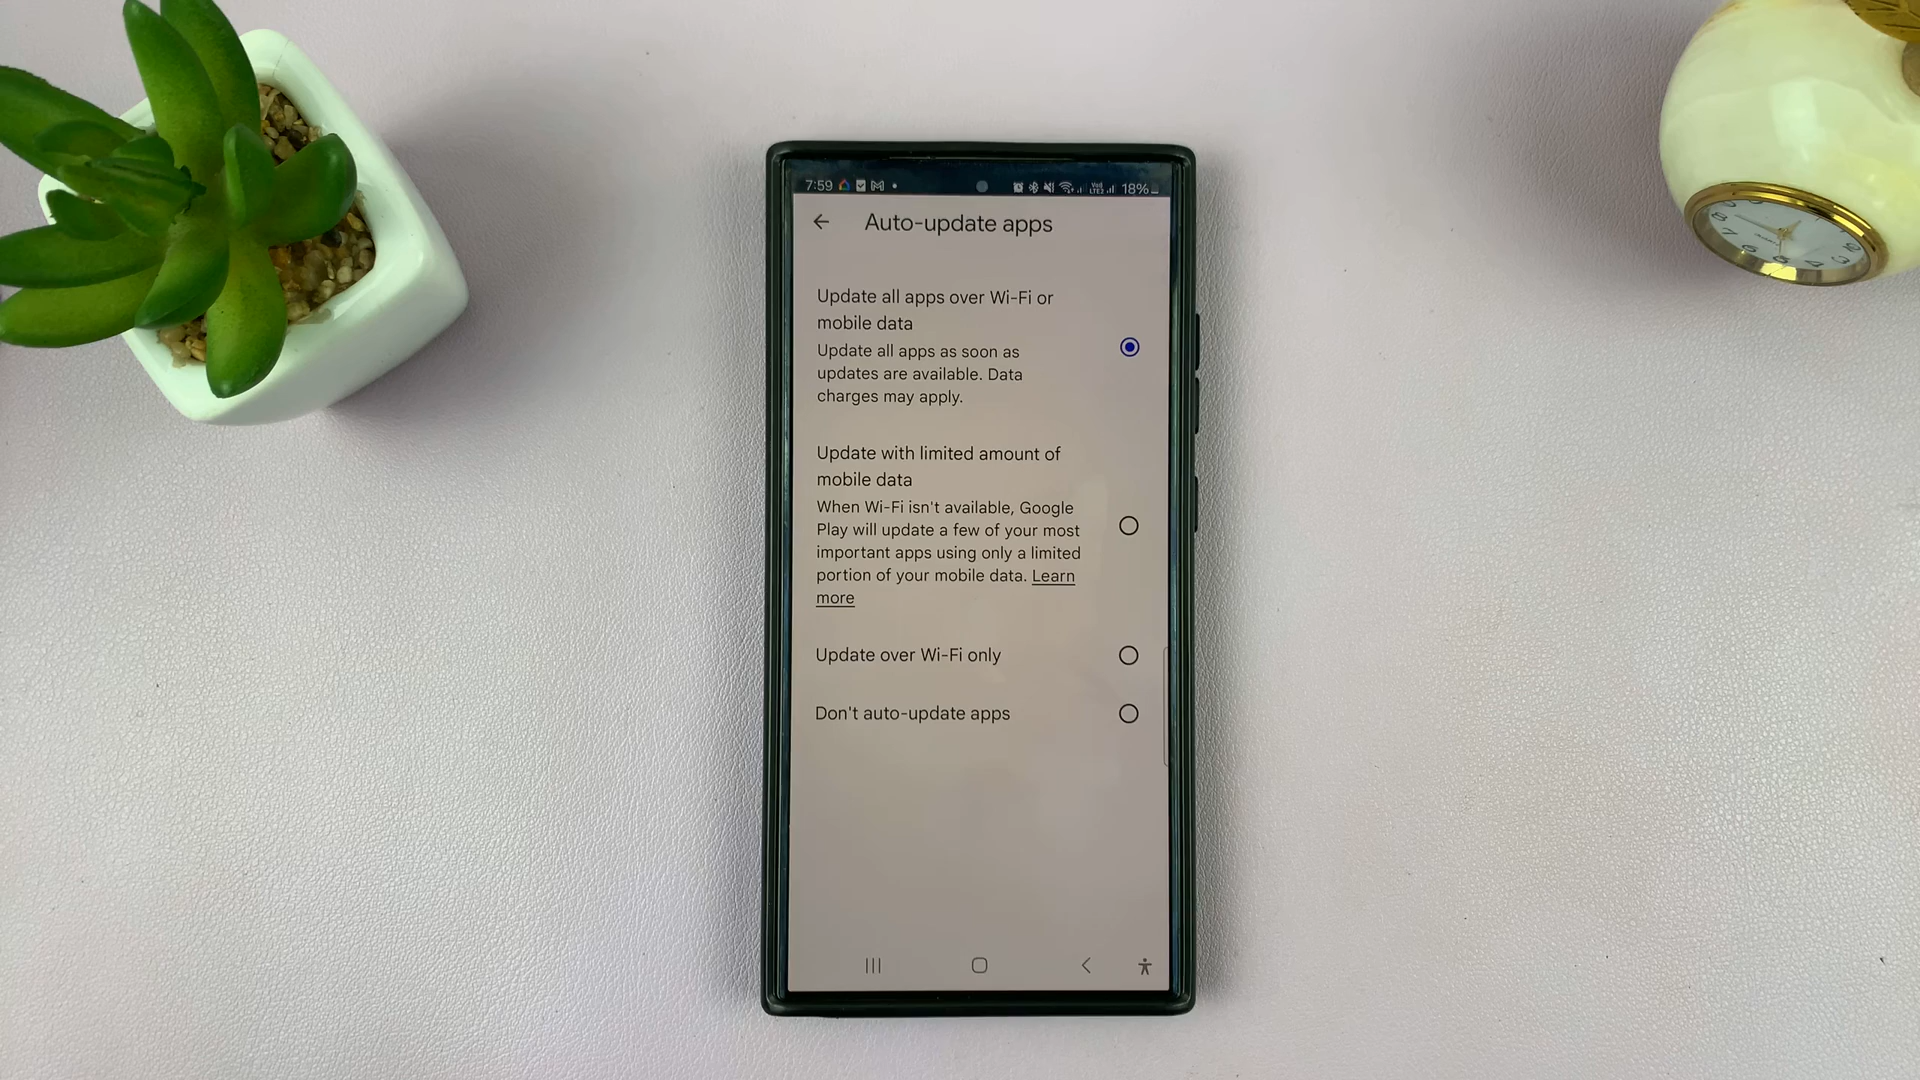 7:59
VoI
LTE2
18%
Auto-update apps
Update all apps over Wi-Fi or
mobile data
Update all apps as soon as
updates are available. Data
charges may apply.
Update with limited amount of
mobile data
When Wi-Fi isn't available, Google
Play will update a few of your most
important apps using only a limited
portion of your mobile data. Learn
more
Update over Wi-Fi only
Don't auto-update apps